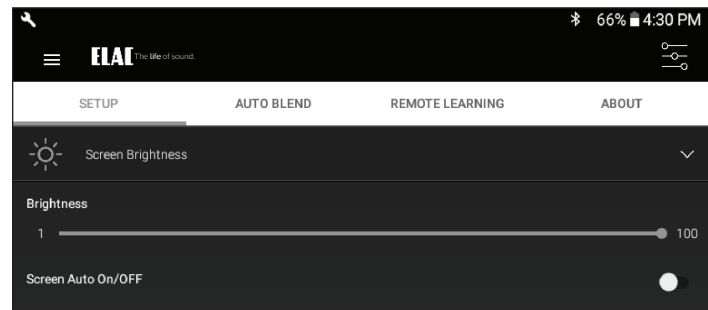 66% 4:30 PM
ELAC The life of sound.
SETUP AUTO BLEND REMOTE LEARNING ABOUT
Screen Brightness
Brightness
1 100
Screen Auto On/OFF